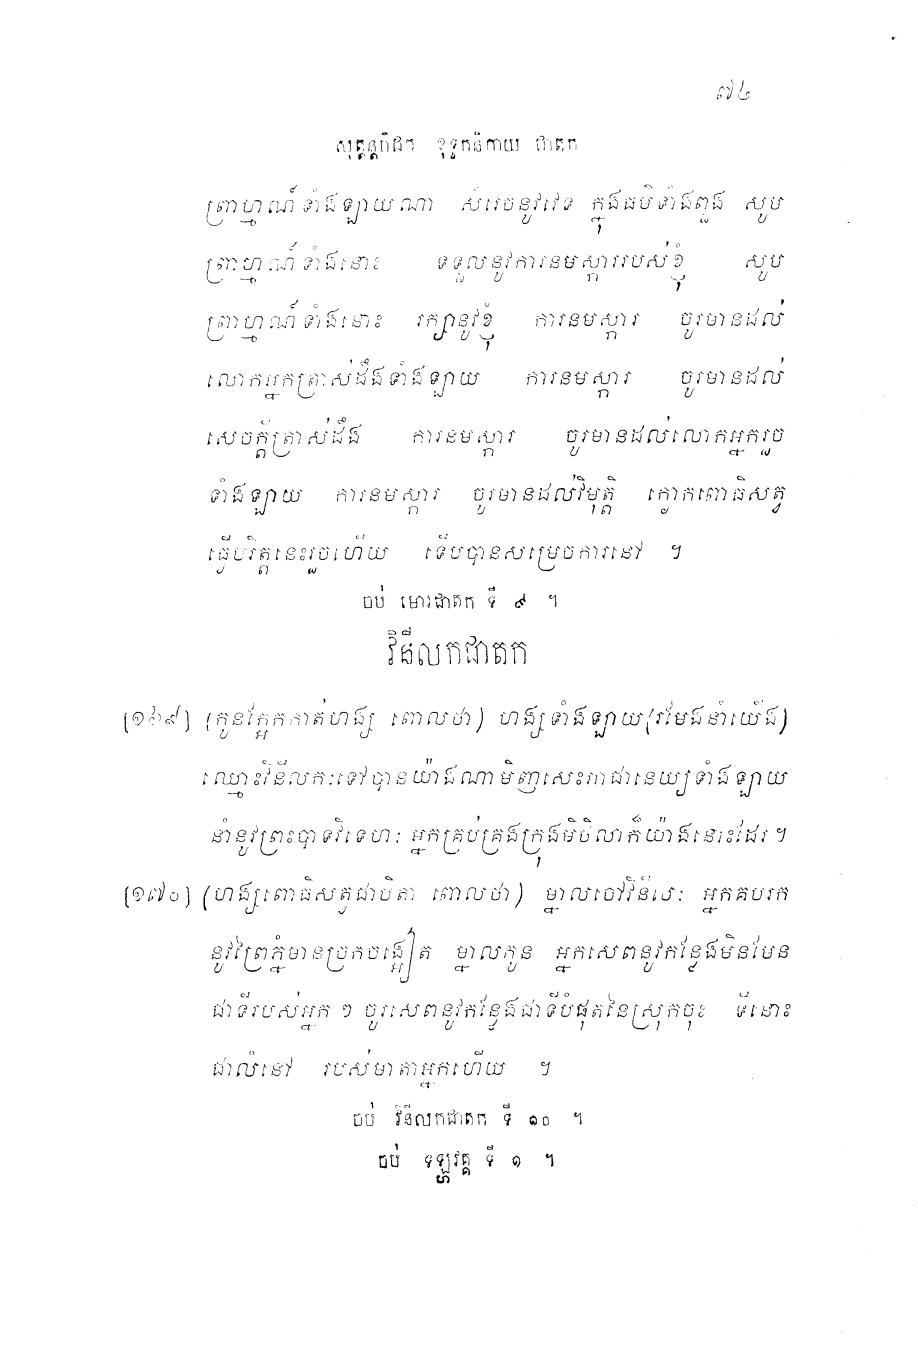 ៧៤
សុត្តន្តបិដក ខុទ្ទកនិកាយ ជាតក
ព្រាហ្មណ៍ទាំងឡាយណា សំរេចនូវវេទ ក្នុងធម៌ទាំងពួង សូម
ព្រាហ្មណ៍ទាំងនោះ ទទួលនូវការនមស្ការរបស់ខ្ញុំ សូម
ព្រាហ្មណ៍ទាំងនោះ រក្សានូវខ្ញុំ ការនមស្ការ ចូរមានដល់
លោកអ្នកត្រាស់ដឹងទាំងឡាយ ការនមស្ការ ចូរមានដល់
សេចក្តីត្រាស់ដឹង ការនមស្ការ ចូរមានដល់លោកអ្នករួច
ទាំងឡាយ ការនមស្ការ ចូរមានដល់វិមុត្តិ ក្ងោកពោធិសត្វ
ធ្វើបរិត្តនេះរួចហើយ ទើបបានសម្រេចការនៅ ។
ចប់ មោរជាតក ទី ៩ ។
វិនីលកជាតក
[១៦៩] (កូនក្អែកកាត់ហង្ស ពោលថា) ហង្សទាំងឡាយ(រមែងនាំយើង)
ឈ្មោះវិនីលកៈទៅបានយ៉ាងណាមិញ សេះអាជានេយ្យទាំងឡាយ
នាំនូវព្រះបាទវិទេហៈ អ្នកគ្រប់គ្រងក្រុងមិថិលាក៏យ៉ាងនោះដែរ ។
[១៧០] (ហង្សពោធិសត្វជាបិតា ពោលថា) ម្នាលចៅវិនីលៈ អ្នកគប់រក
នូវព្រៃភ្នំមានច្រកចង្អៀត ម្នាលកូន អ្នកសេពនូវកន្លែងមិនមែន
ជាទីរបស់អ្នក ៗ ចូរសេពនូវកន្លែងជាទីបំផុតនៃស្រុកចុះ ទីនោះ
ជាលំនៅ របស់មាតាអ្នកហើយ ។
ចប់ វិនីលកជាតក ទី ១០ ។
ចប់ ទឡ្ហវគ្គ ទី ១ ។